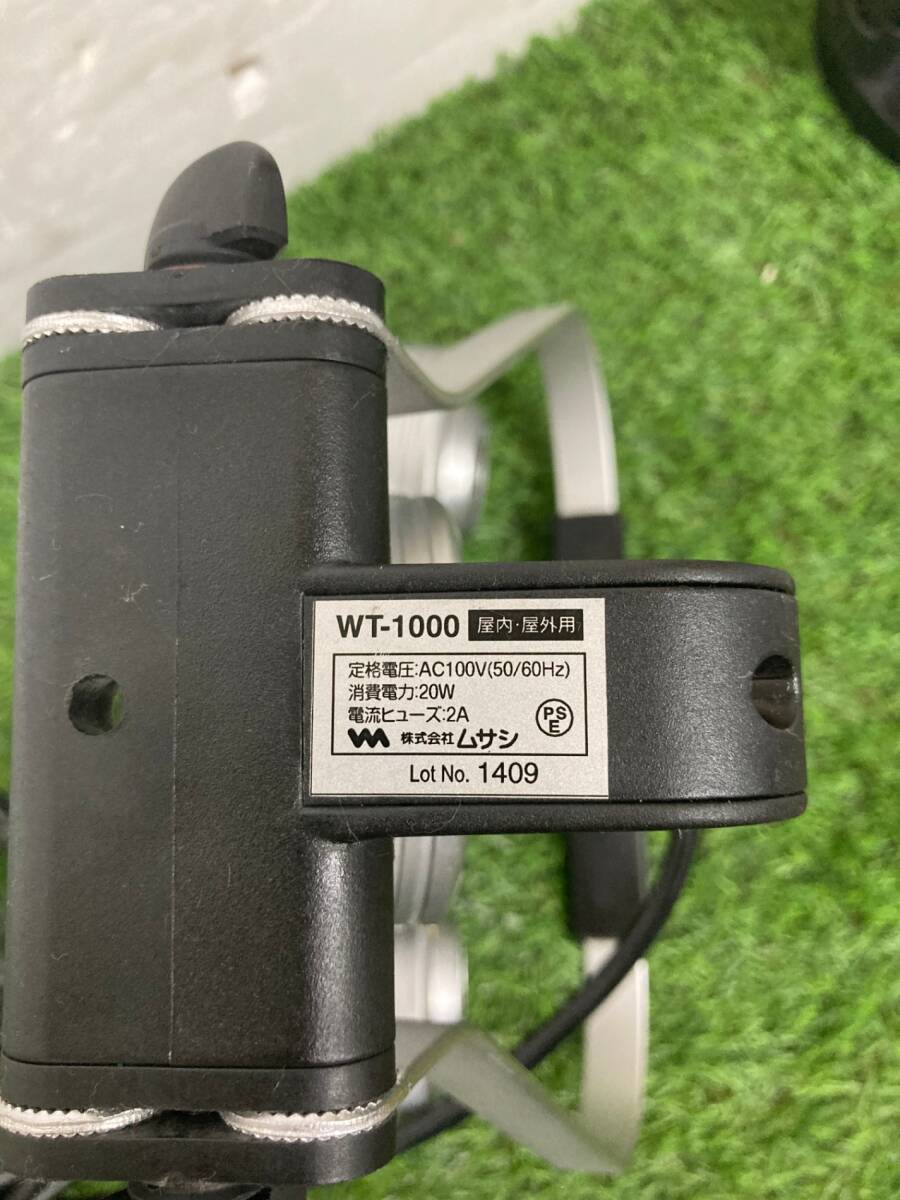 WT-1000 屋内・屋外用
定格電圧:AC100V(50/60Hz)
消費電力:20W
電流ヒューズ:2A
PSE
株式会社ムサシ
Lot No. 1409